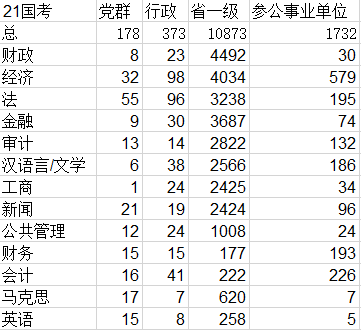 21国考 党群 行政 省一级 参公事业单位
总 178 373 10873 1732
财政 8 23 4492 30
经济 32 98 4034 579
法 55 96 3238 195
金融 9 30 3687 74
审计 13 14 2822 132
汉语言/文学 6 38 2566 186
工商 1 24 2425 34
新闻 21 19 2424 96
公共管理 12 24 1008 24
财务 15 15 177 193
会计 16 41 222 226
马克思 17 7 620 7
英语 15 8 258 5